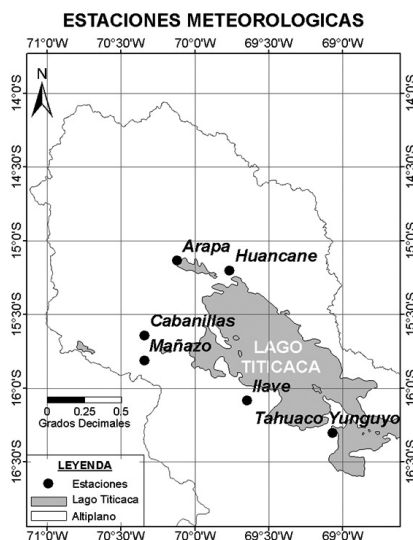 ESTACIONES METEOROLOGICAS
71°0'W 70°30'W 70°0'W 69°30'W 69°0'W
N
14°0'S 14°0'S
14°30'S 14°30'S
15°0'S 15°0'S
Arapa
Huancane
15°30'S 15°30'S
Cabanillas
Mañazo
LAGO
TITICACA
16°0'S 16°0'S
Ilave
0 0.25 0.5
Grados Decimales
Tahuaco Yunguyo
16°30'S 16°30'S
LEYENDA
Estaciones
Lago Titicaca
Altiplano
71°0'W 70°30'W 70°0'W 69°30'W 69°0'W